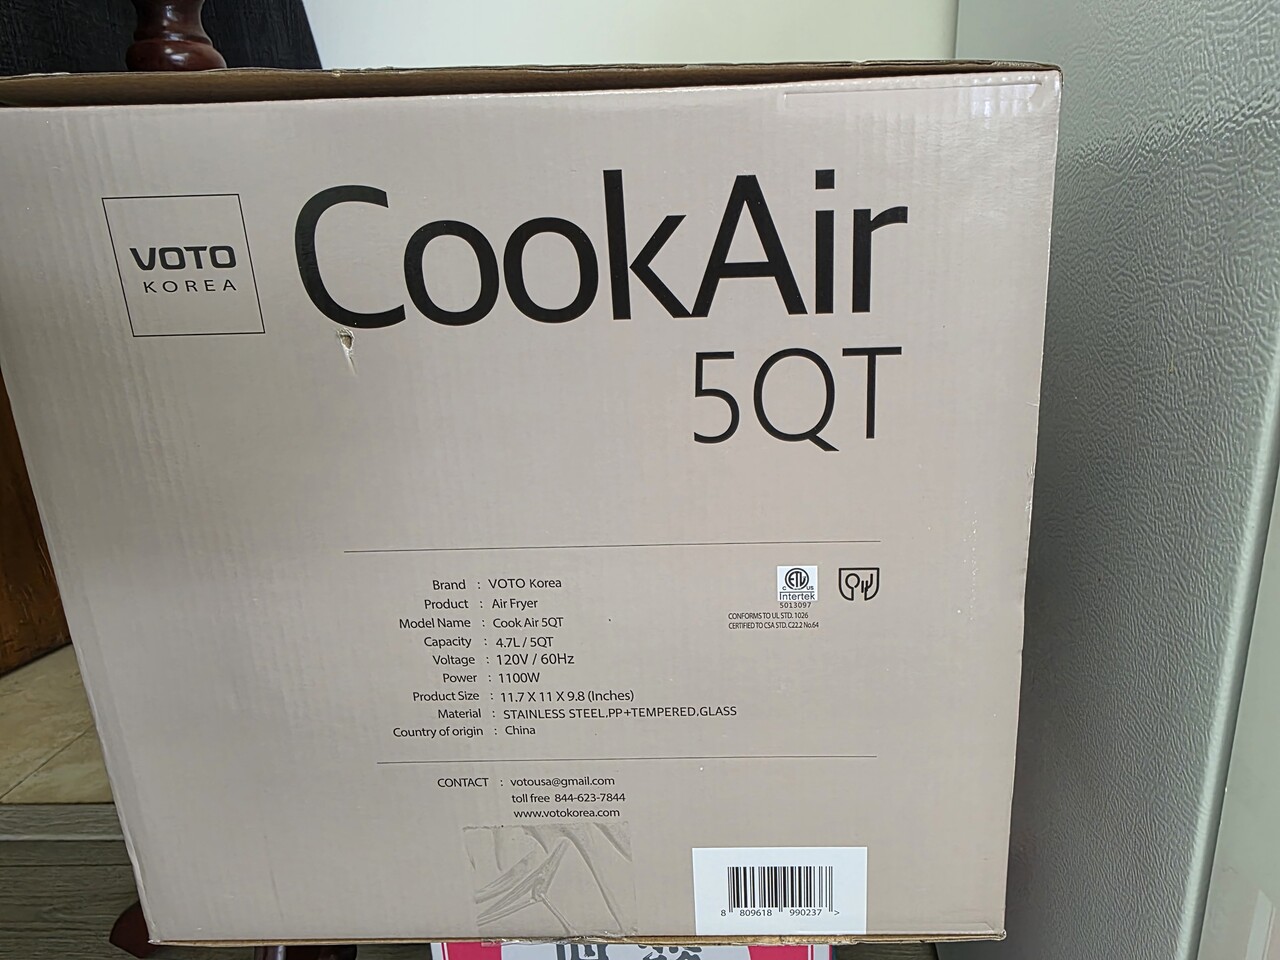 VOTO
KOREA
CookAir
5QT
Brand : VOTO Korea
Product : Air Fryer
Model Name : Cook Air 5QT
Capacity : 4.7L / 5QT
Voltage : 120V / 60Hz
Power : 1100W
Product Size : 11.7 X 11 X 9.8 (Inches)
Material : STAINLESS STEEL,PP+TEMPERED,GLASS
Country of origin : China
ETL
C US
Intertek
5013097
CONFORMS TO UL STD. 1026
CERTIFIED TO CSA STD. C22.2 No.64
CONTACT : votousa@gmail.com
toll free 844-623-7844
www.votokorea.com
8 809618 990237 >